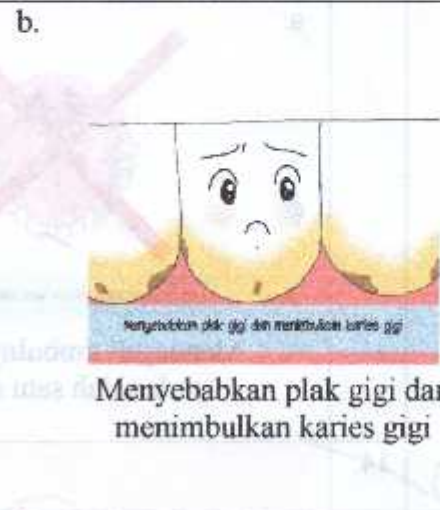 b.
Menyebabkan plak gigi dan menimbulkan karies gigi
Menyebabkan plak gigi dan
menimbulkan karies gigi